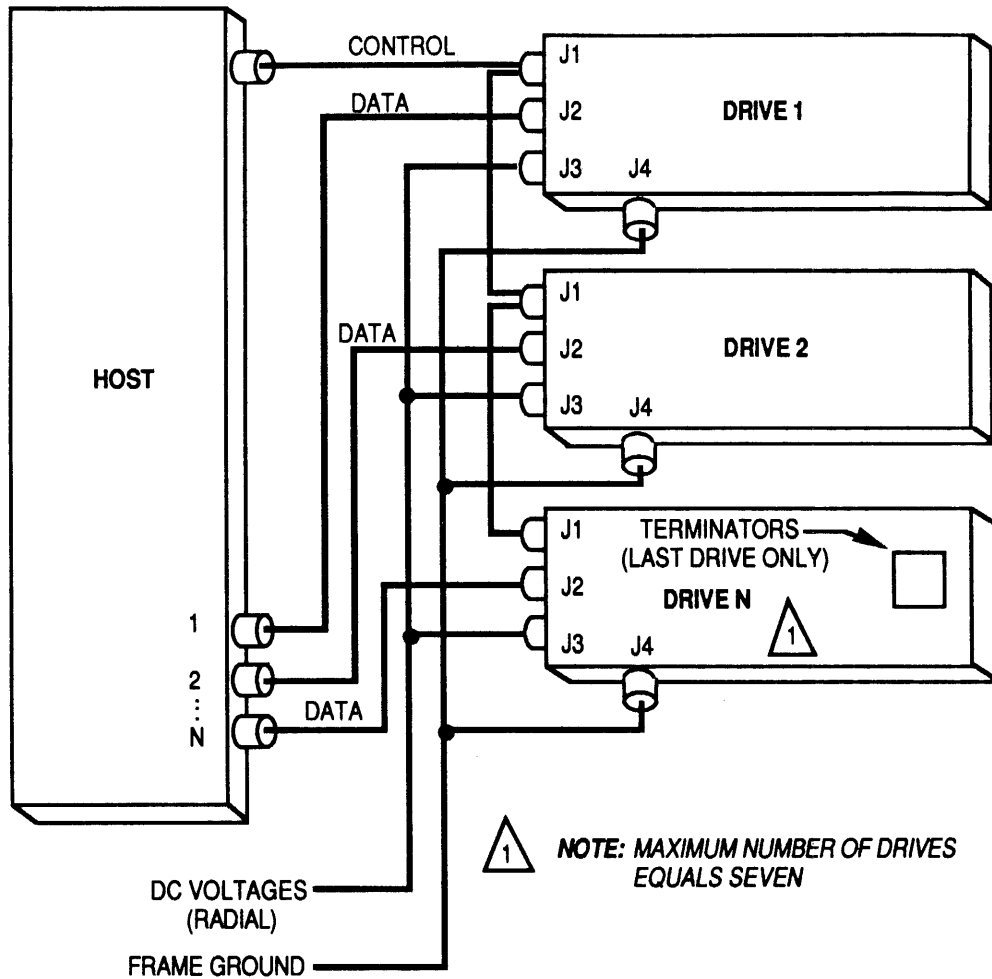 CONTROL
DATA
J1
J2
J3
J4
DRIVE 1
DATA
J1
J2
J3
J4
DRIVE 2
HOST
J1
J2
J3
J4
TERMINATORS
(LAST DRIVE ONLY)
DRIVE N
1
1
2
⋮
N
DATA
1
NOTE: MAXIMUM NUMBER OF DRIVES
EQUALS SEVEN
DC VOLTAGES
(RADIAL)
FRAME GROUND